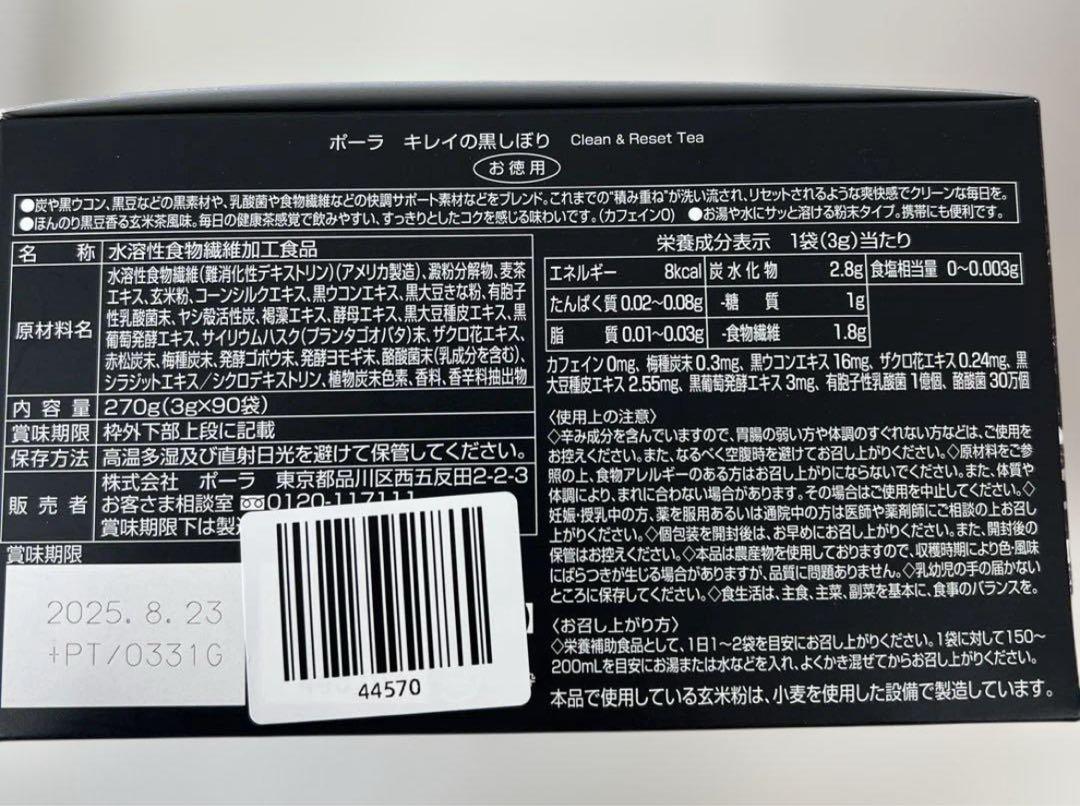 ポーラ キレイの黒しぼり Clean & Reset Tea
お徳用
●炭や黒ウコン、黒豆などの黒素材や、乳酸菌や食物繊維などの快調サポート素材などをブレンド。これまでの"積み重ね"が洗い流され、リセットされるような爽快感でクリーンな毎日を。
●ほんのり黒豆香る玄米茶風味。毎日の健康茶感覚で飲みやすい、すっきりとしたコクを感じる味わいです。(カフェイン0) ●お湯や水にサッと溶ける粉末タイプ。携帯にも便利です。
名称 水溶性食物繊維加工食品
原材料名 水溶性食物繊維(難消化性デキストリン)(アメリカ製造)、澱粉分解物、麦茶
エキス、玄米粉、コーンシルクエキス、黒ウコンエキス、黒大豆きな粉、有胞子
性乳酸菌末、ヤシ殻活性炭、褐藻エキス、酵母エキス、黒大豆種皮エキス、黒
葡萄発酵エキス、サイリウムハスク(プランタゴオバタ)末、ザクロ花エキス、
赤松炭末、梅種炭末、発酵ゴボウ末、発酵ヨモギ末、酪酸菌末(乳成分を含む)、
シラジットエキス/シクロデキストリン、植物炭末色素、香料、香辛料抽出物
内容量 270g(3g×90袋)
賞味期限 枠外下部上段に記載
保存方法 高温多湿及び直射日光を避けて保管してください。
販売者 株式会社 ポーラ 東京都品川区西五反田2-2-3
お客さま相談室 0120-117111
賞味期限下は製
賞味期限
2025. 8. 23
+PT/0331G
44570
栄養成分表示 1袋(3g)当たり
エネルギー 8kcal 炭水化物 2.8g 食塩相当量 0〜0.003g
たんぱく質 0.02〜0.08g -糖質 1g
脂質 0.01〜0.03g -食物繊維 1.8g
カフェイン0mg、梅種炭末0.3mg、黒ウコンエキス16mg、ザクロ花エキス0.24mg、黒
大豆種皮エキス2.55mg、黒葡萄発酵エキス3mg、有胞子性乳酸菌1億個、酪酸菌30万個
〈使用上の注意〉
◇辛み成分を含んでいますので、胃腸の弱い方や体調のすぐれない方などは、ご使用を
お控えください。また、なるべく空腹時を避けてお召し上がりください。◇原材料をご参
照の上、食物アレルギーのある方はお召し上がりにならないでください。また、体質や
体調により、まれに合わない場合があります。その場合はご使用を中止してください。◇
妊娠・授乳中の方、薬を服用あるいは通院中の方は医師や薬剤師にご相談の上お召し
上がりください。◇個包装を開封後は、お早めにお召し上がりください。また、開封後の
保管はお控えください。◇本品は農産物を使用しておりますので、収穫時期により色・風味
にばらつきが生じる場合がありますが、品質に問題ありません。◇乳幼児の手の届かない
ところに保存してください。◇食生活は、主食、主菜、副菜を基本に、食事のバランスを。
〈お召し上がり方〉
◇栄養補助食品として、1日1〜2袋を目安にお召し上がりください。1袋に対して150〜
200mLを目安にお湯または水などを入れ、よくかき混ぜてからお召し上がりください。
本品で使用している玄米粉は、小麦を使用した設備で製造しています。